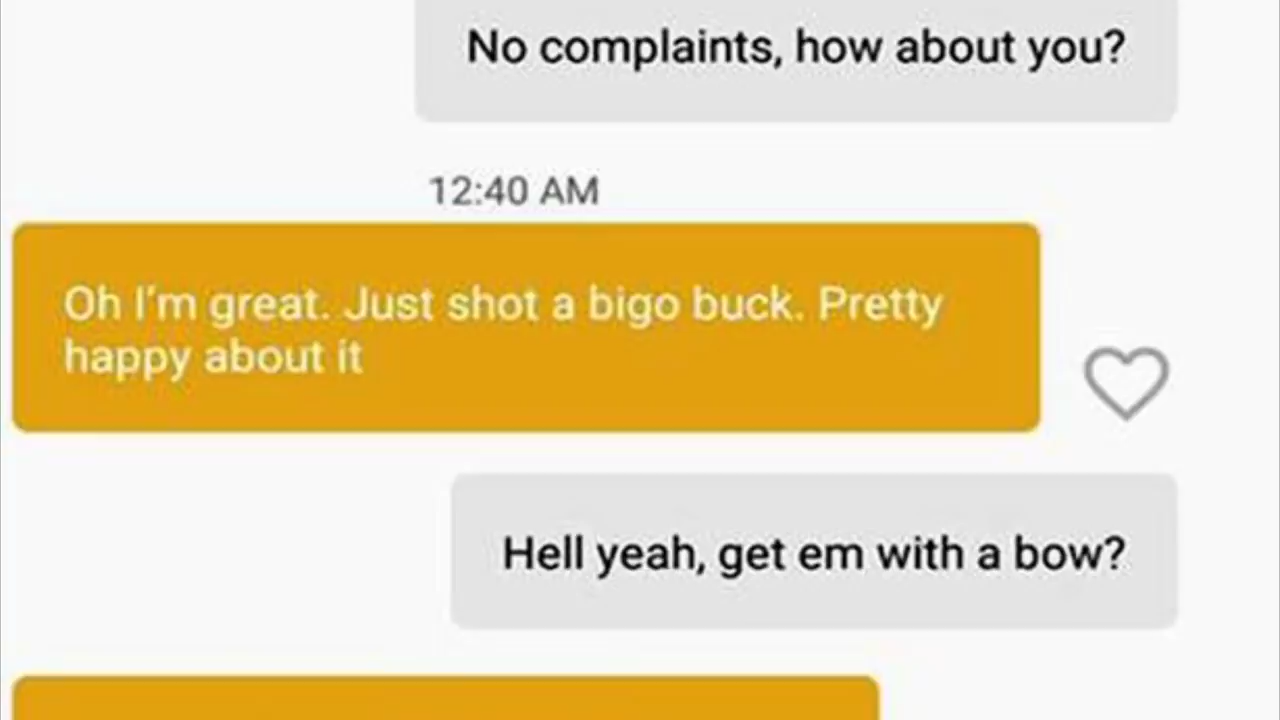 No complaints, how about you?
12:40 AM
Oh I'm great. Just shot a bigo buck. Pretty
happy about it
Hell yeah, get em with a bow?